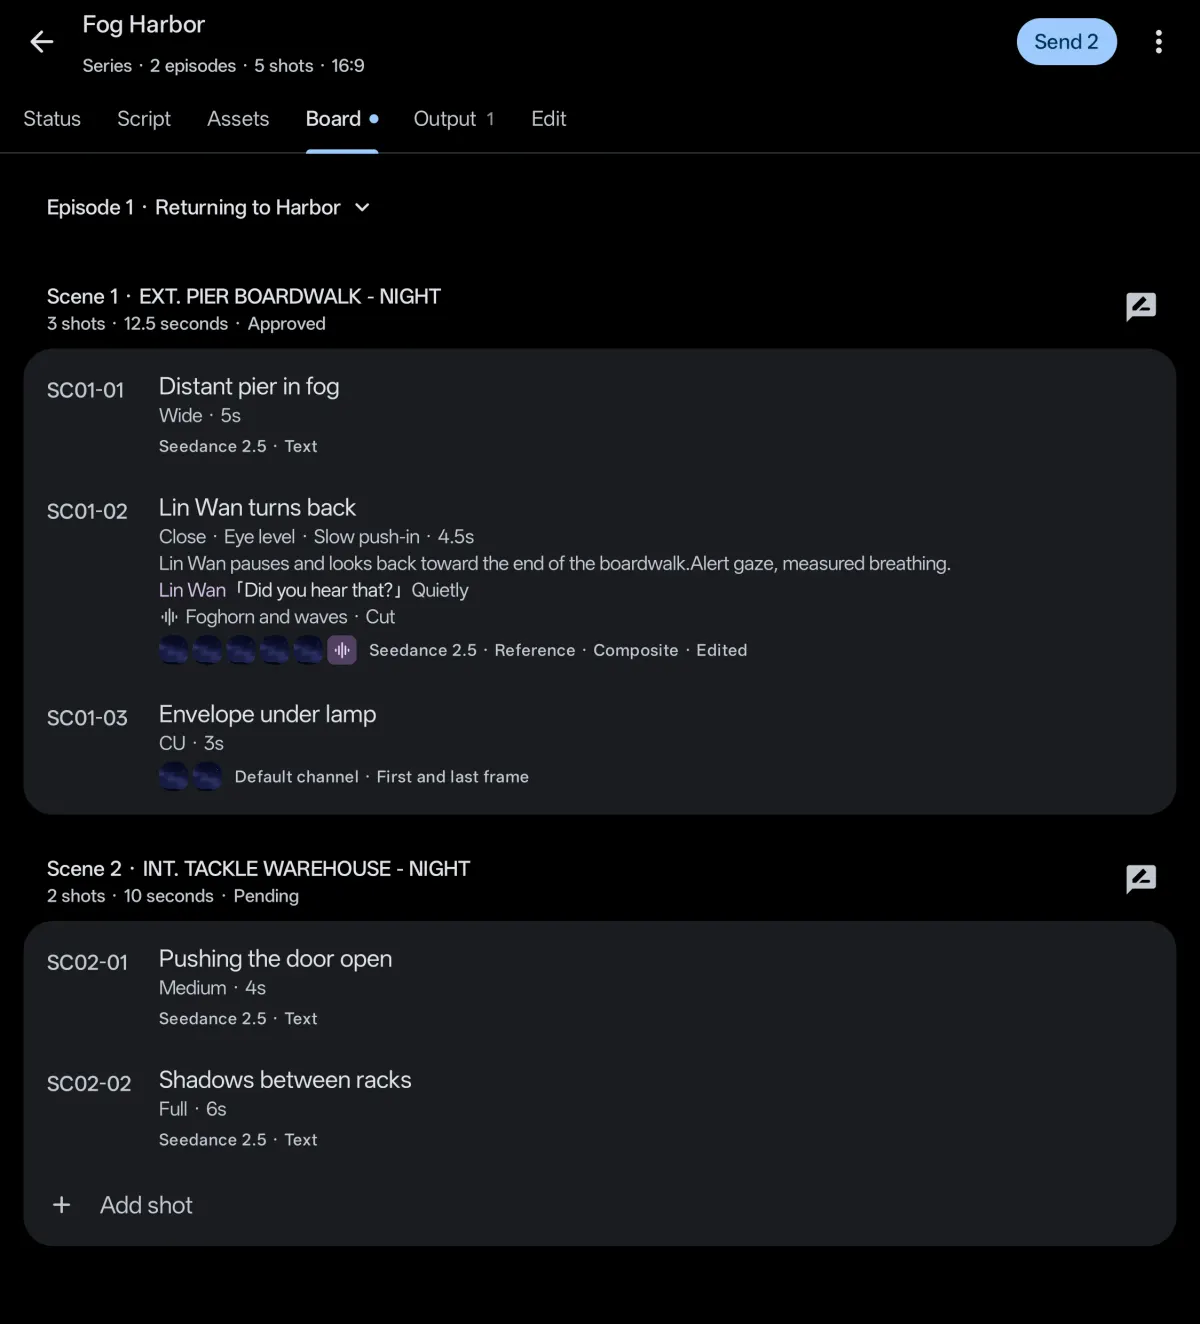 Fog Harbor
Send 2
Series · 2 episodes · 5 shots · 16:9
Status Script Assets Board Output 1 Edit
Episode 1 · Returning to Harbor
Scene 1 · EXT. PIER BOARDWALK - NIGHT
3 shots · 12.5 seconds · Approved
SC01-01 Distant pier in fog
Wide · 5s
Seedance 2.5 · Text
SC01-02 Lin Wan turns back
Close · Eye level · Slow push-in · 4.5s
Lin Wan pauses and looks back toward the end of the boardwalk.Alert gaze, measured breathing.
Lin Wan「Did you hear that?」Quietly
Foghorn and waves · Cut
Seedance 2.5 · Reference · Composite · Edited
SC01-03 Envelope under lamp
CU · 3s
Default channel · First and last frame
Scene 2 · INT. TACKLE WAREHOUSE - NIGHT
2 shots · 10 seconds · Pending
SC02-01 Pushing the door open
Medium · 4s
Seedance 2.5 · Text
SC02-02 Shadows between racks
Full · 6s
Seedance 2.5 · Text
+ Add shot